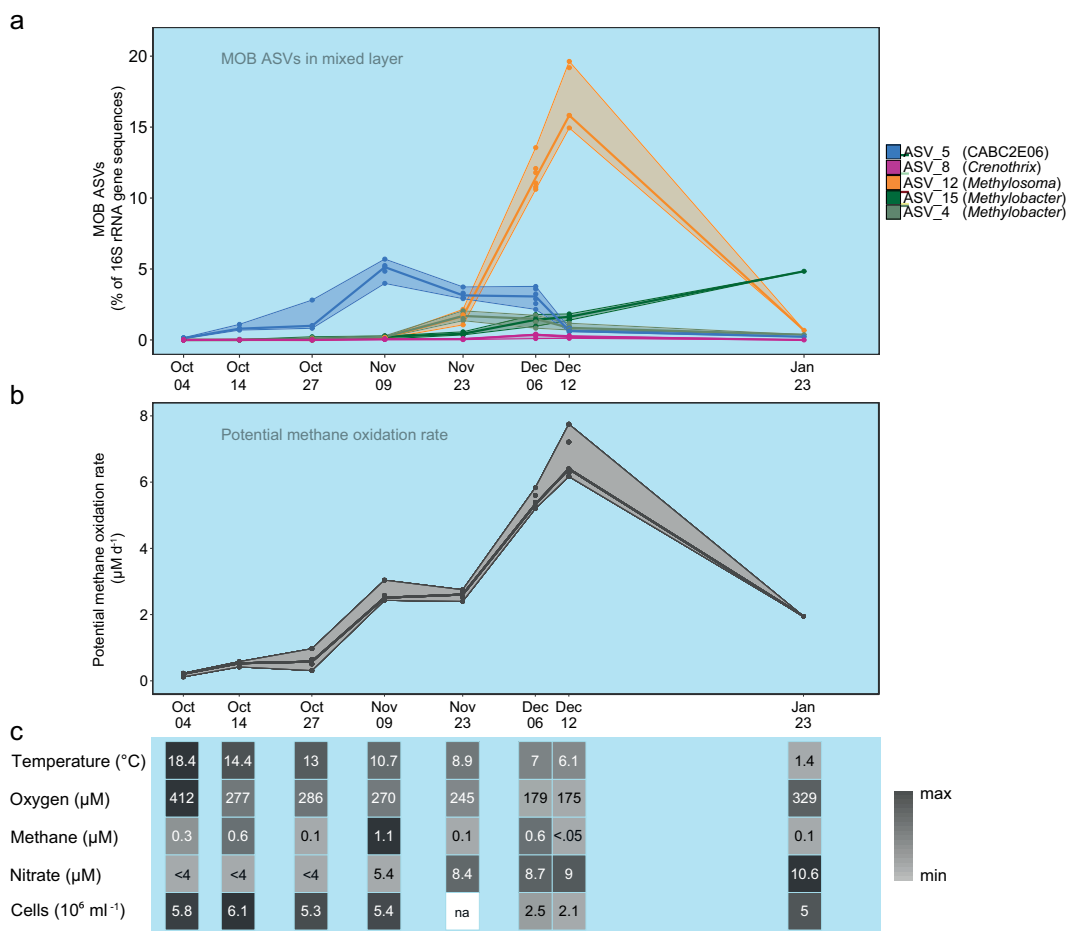 a
MOB ASVs in mixed layer
MOB ASVs
(% of 16S rRNA gene sequences)
20
15
10
5
0
Oct 04
Oct 14
Oct 27
Nov 09
Nov 23
Dec 06
Dec 12
Jan 23
ASV_5 (CABC2E06)
ASV_8 (Crenothrix)
ASV_12 (Methylosoma)
ASV_15 (Methylobacter)
ASV_4 (Methylobacter)
b
Potential methane oxidation rate
Potential methane oxidation rate
(µM d⁻¹)
8
6
4
2
0
Oct 04
Oct 14
Oct 27
Nov 09
Nov 23
Dec 06
Dec 12
Jan 23
c
Temperature (°C) 18.4 14.4 13 10.7 8.9 7 6.1 1.4
Oxygen (µM) 412 277 286 270 245 179 175 329
Methane (µM) 0.3 0.6 0.1 1.1 0.1 0.6 <.05 0.1
Nitrate (µM) <4 <4 <4 5.4 8.4 8.7 9 10.6
Cells (10⁶ ml⁻¹) 5.8 6.1 5.3 5.4 na 2.5 2.1 5
max
min